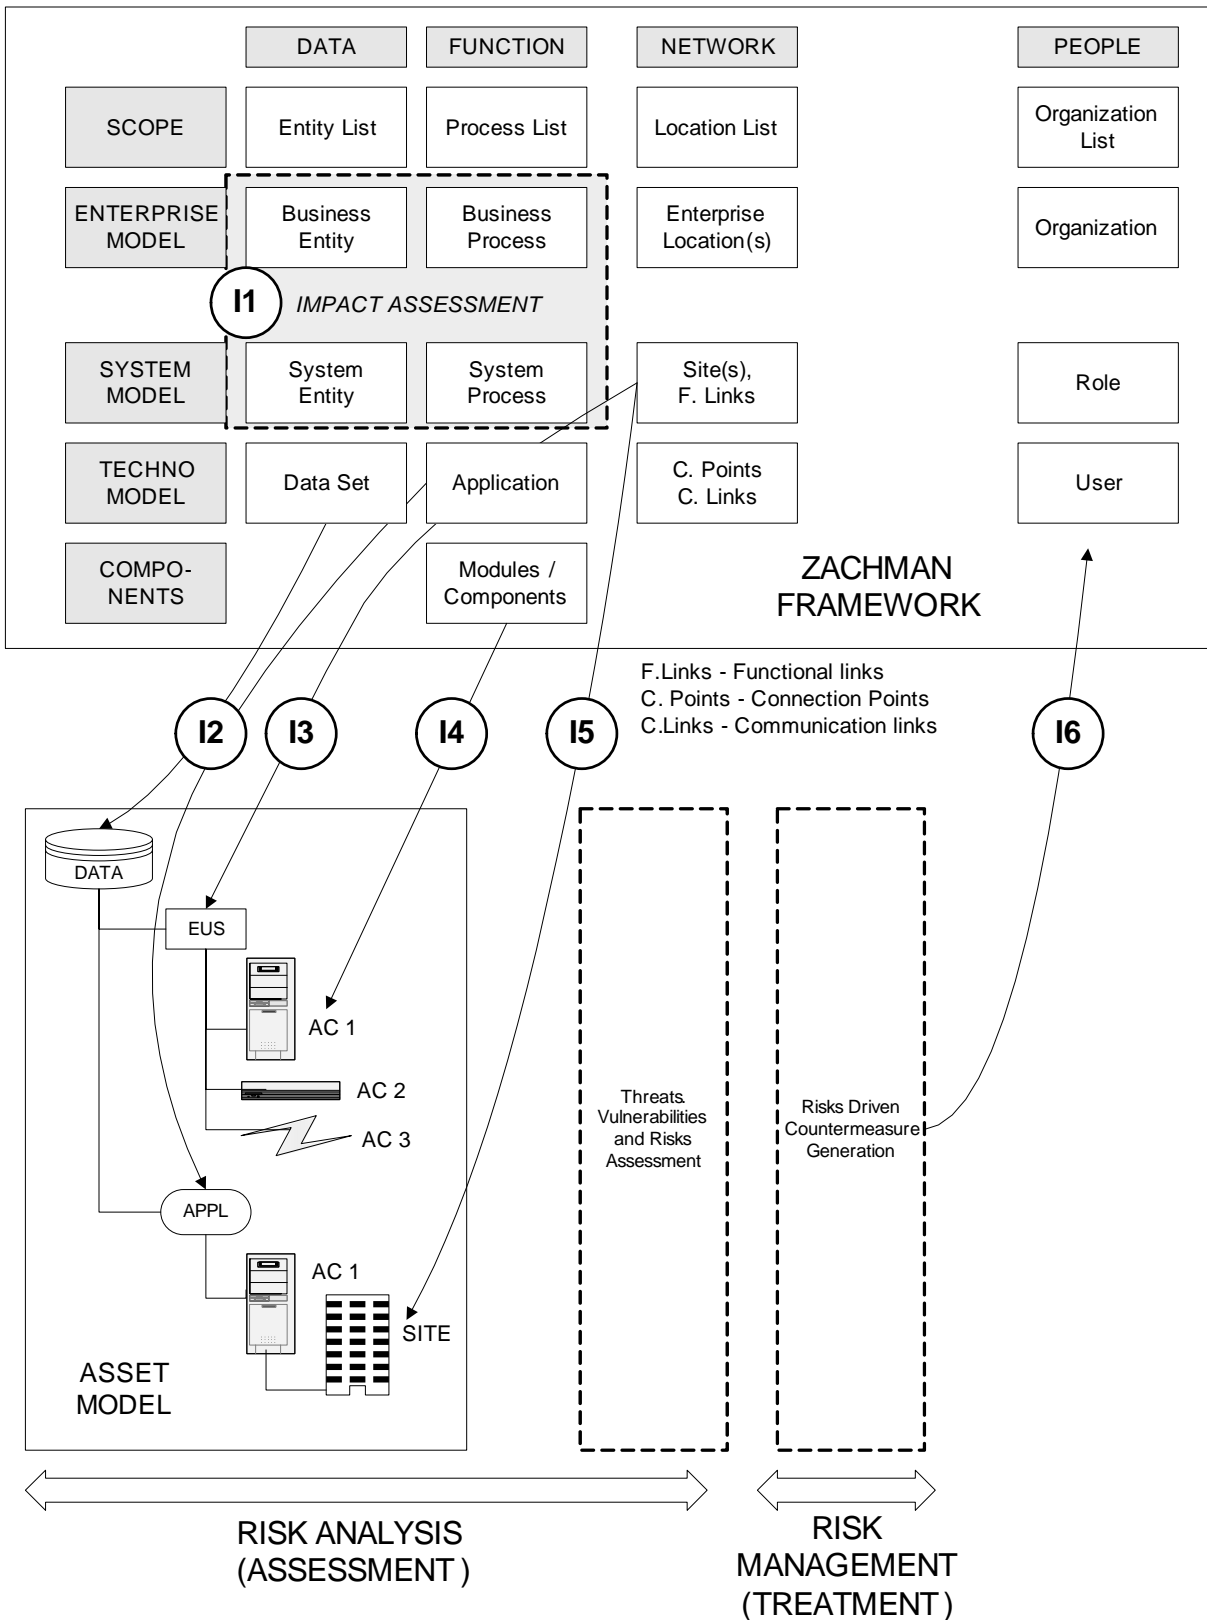 DATA
FUNCTION
NETWORK
PEOPLE
SCOPE
Entity List
Process List
Location List
Organization
List
ENTERPRISE
MODEL
Business
Entity
Business
Process
Enterprise
Location(s)
Organization
I1
IMPACT ASSESSMENT
SYSTEM
MODEL
System
Entity
System
Process
Site(s),
F. Links
Role
TECHNO
MODEL
Data Set
Application
C. Points
C. Links
User
COMPO-
NENTS
Modules /
Components
ZACHMAN
FRAMEWORK
F.Links - Functional links
C. Points - Connection Points
C.Links - Communication links
I2
I3
I4
I5
I6
DATA
EUS
AC 1
AC 2
AC 3
APPL
AC 1
SITE
ASSET
MODEL
Threats.
Vulnerabilities
and Risks
Assessment
Risks Driven
Countermeasure
Generation
RISK ANALYSIS
(ASSESSMENT)
RISK
MANAGEMENT
(TREATMENT)